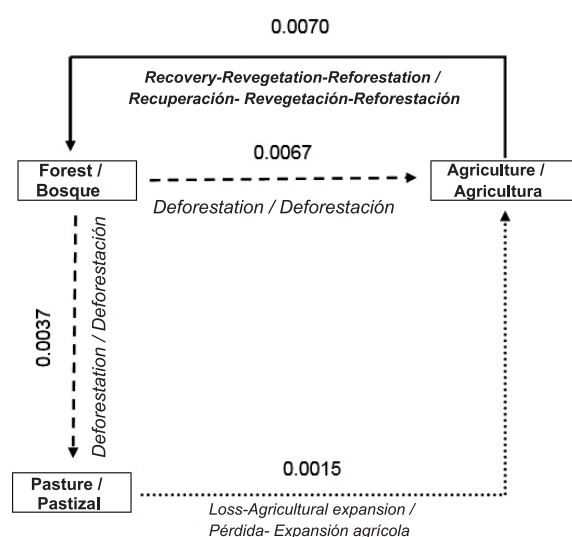 0.0070
Recovery-Revegetation-Reforestation /
Recuperación- Revegetación-Reforestación
Forest /
Bosque
0.0067
Deforestation / Deforestación
Agriculture /
Agricultura
0.0037
Deforestation / Deforestación
Pasture /
Pastizal
0.0015
Loss-Agricultural expansion /
Pérdida- Expansión agrícola